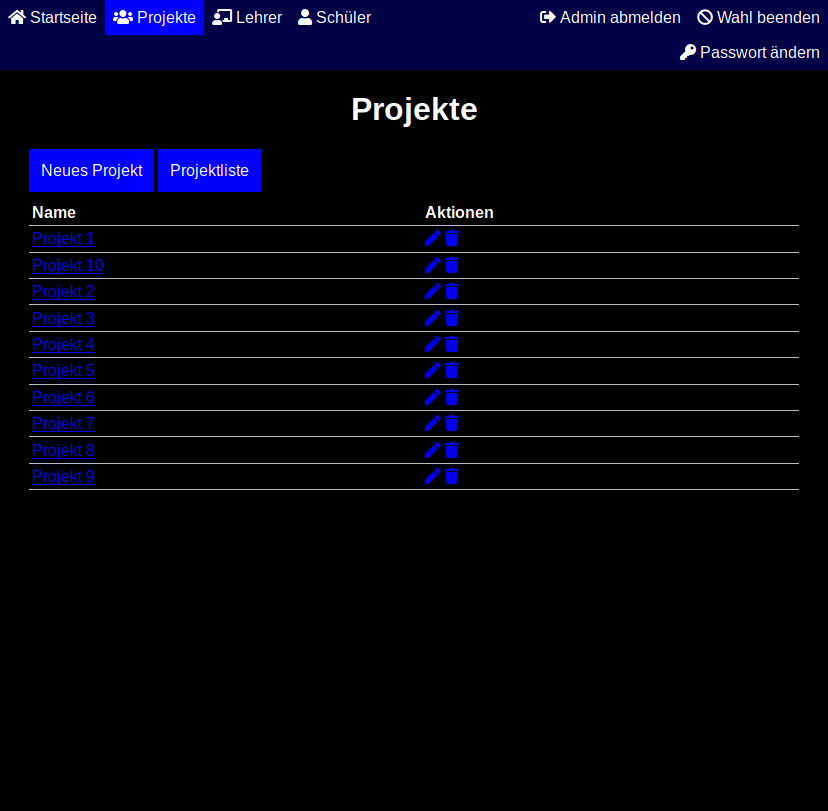 Startseite Projekte Lehrer Schüler Admin abmelden Wahl beenden
Passwort ändern
Projekte
Neues Projekt Projektliste
Name Aktionen
Projekt 1
Projekt 10
Projekt 2
Projekt 3
Projekt 4
Projekt 5
Projekt 6
Projekt 7
Projekt 8
Projekt 9